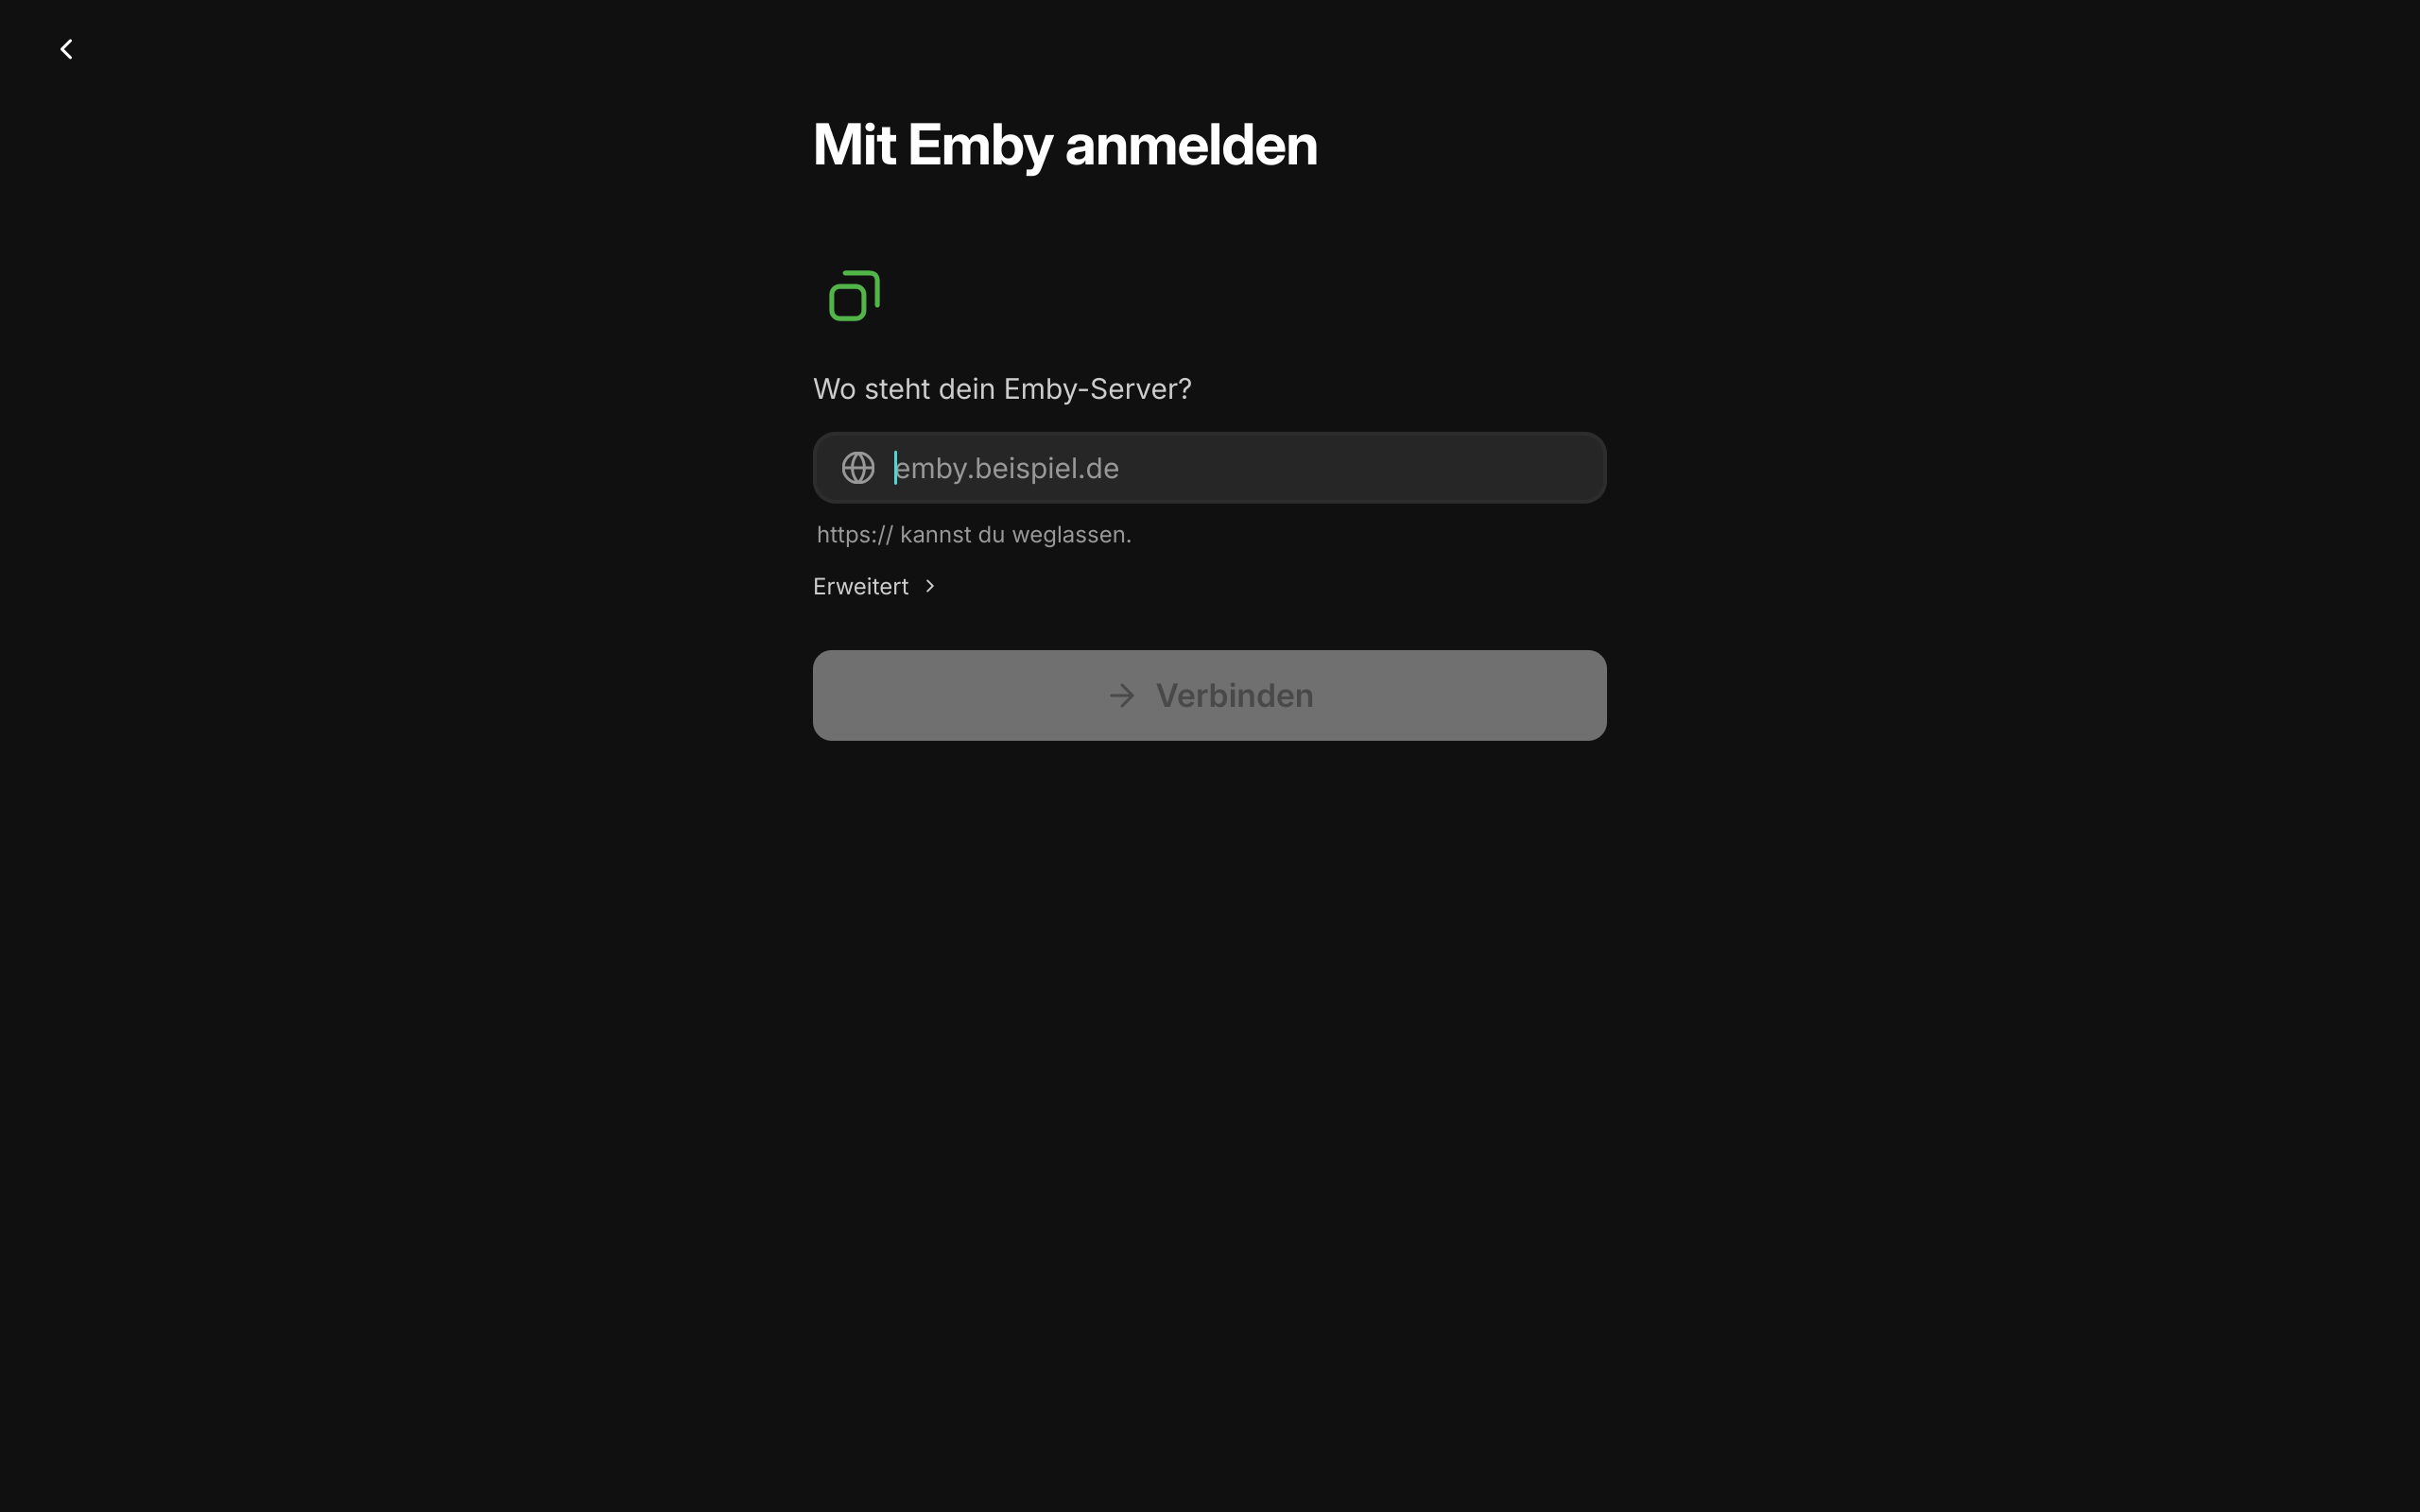 Mit Emby anmelden
Wo steht dein Emby-Server?
emby.beispiel.de
https:// kannst du weglassen.
Erweitert
Verbinden